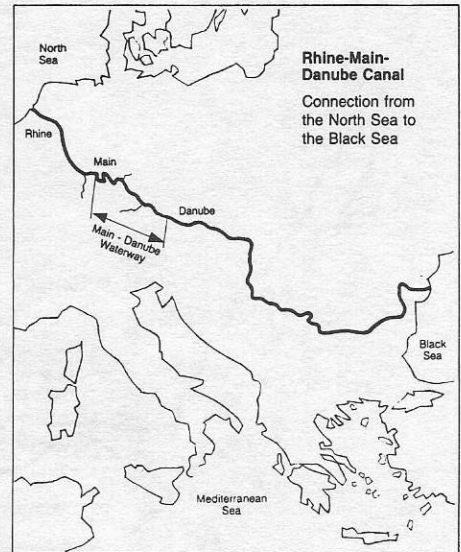 North
Sea
Rhine-Main-
Danube Canal
Connection from
the North Sea to
the Black Sea
Rhine
Main
Danube
Main - Danube
Waterway
Black
Sea
Mediterranean
Sea